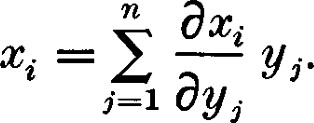 $x_i = \sum_{j=1}^{n} \frac{\partial x_i}{\partial y_j} \, y_j.$